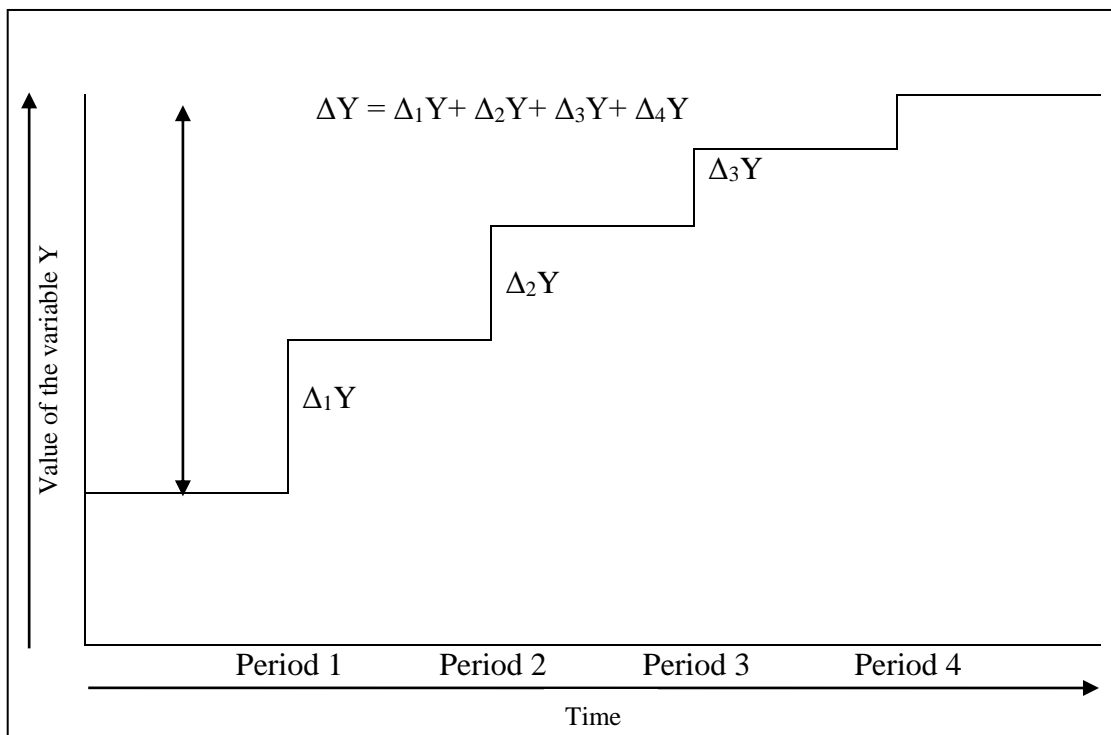 ΔY = Δ₁Y+ Δ₂Y+ Δ₃Y+ Δ₄Y
Δ₃Y
Δ₂Y
Δ₁Y
Value of the variable Y
Period 1 Period 2 Period 3 Period 4
Time